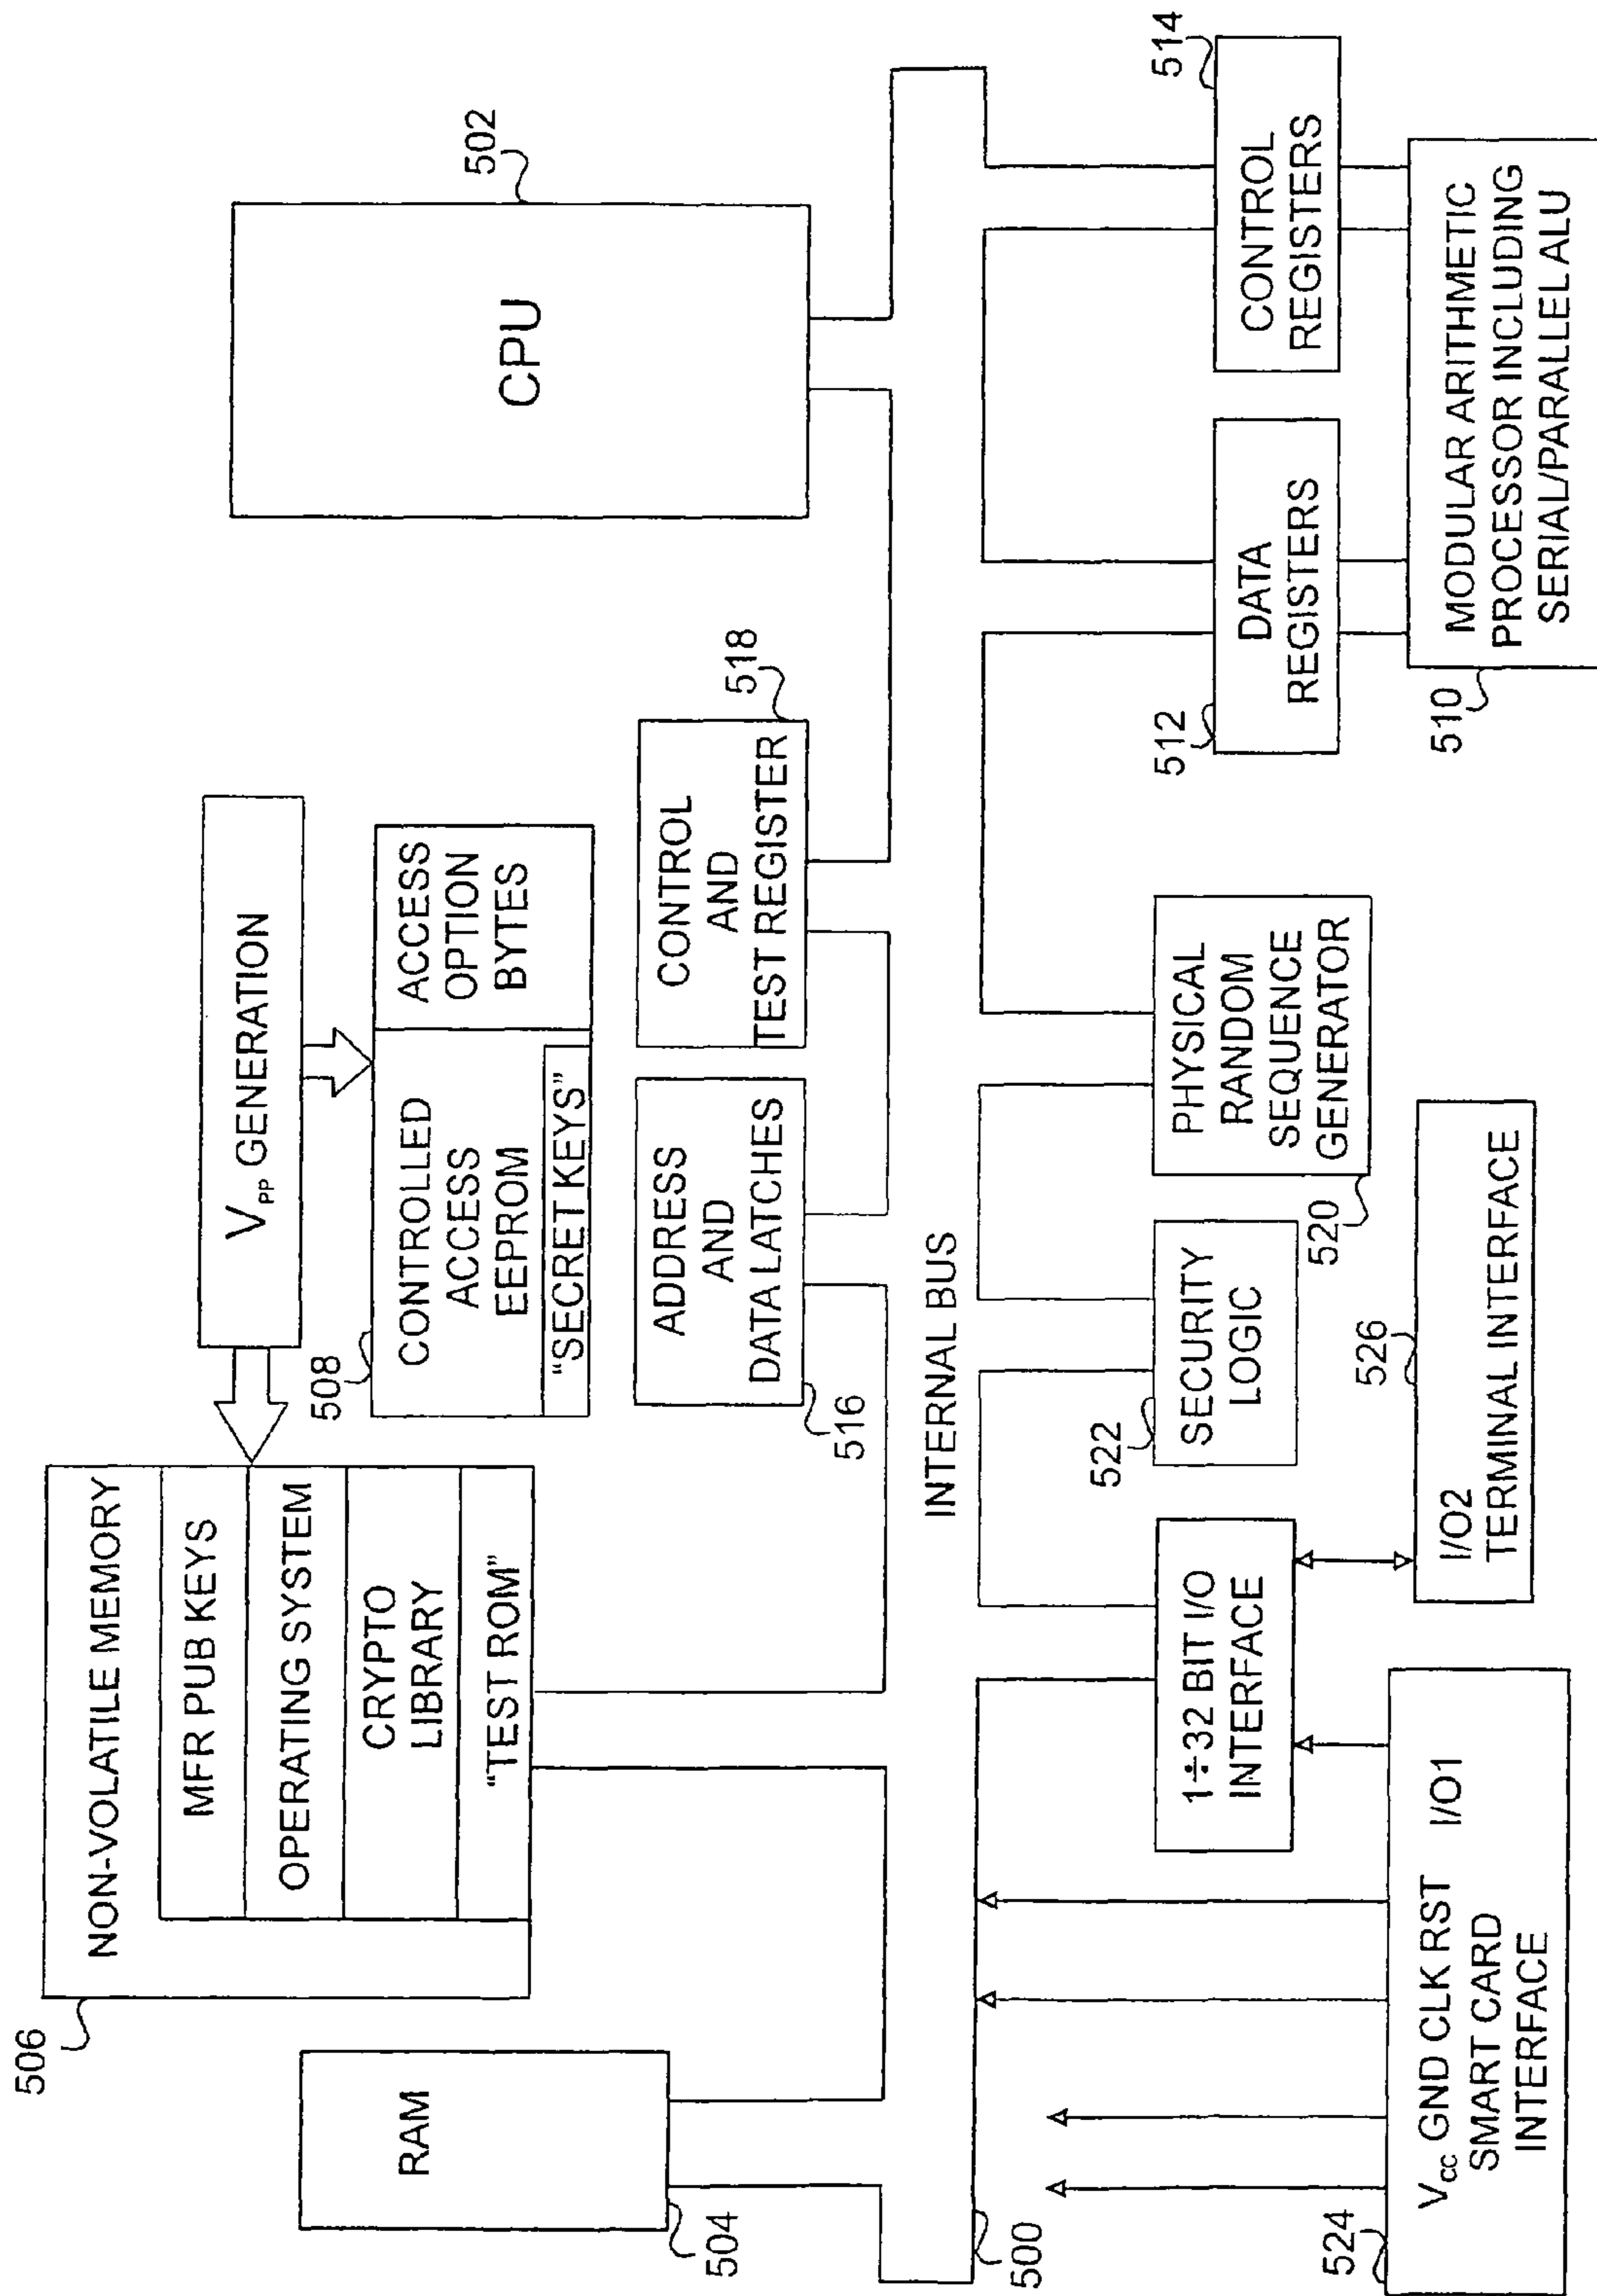 506
NON-VOLATILE MEMORY
MFR PUB KEYS
OPERATING SYSTEM
CRYPTO
LIBRARY
"TEST ROM"
VPP GENERATION
508
CONTROLLED
ACCESS
EEPROM
"SECRET KEYS"
ACCESS
OPTION
BYTES
CPU
502
RAM
504
ADDRESS
AND
DATA LATCHES
516
CONTROL
AND
TEST REGISTER
518
500
INTERNAL BUS
1÷32 BIT I/O
INTERFACE
522
SECURITY
LOGIC
PHYSICAL
RANDOM
SEQUENCE
GENERATOR
520
512
DATA
REGISTERS
CONTROL
REGISTERS
514
524
VCC GND CLK RST I/O1
SMART CARD
INTERFACE
526
I/O2
TERMINAL INTERFACE
510
MODULAR ARITHMETIC
PROCESSOR INCLUDING
SERIAL/PARALLEL ALU